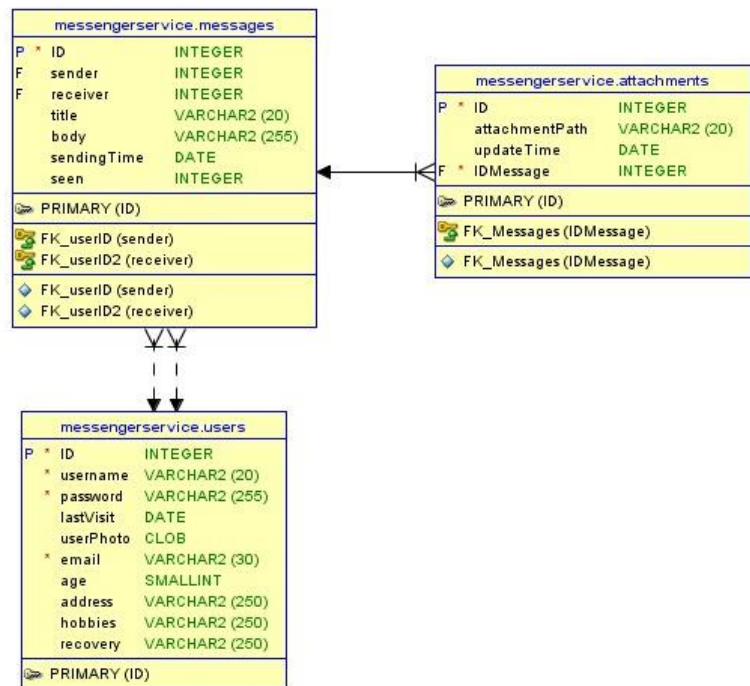 messengerservice.messages
P * ID INTEGER
F sender INTEGER
F receiver INTEGER
title VARCHAR2 (20)
body VARCHAR2 (255)
sendingTime DATE
seen INTEGER
PRIMARY (ID)
FK_userID (sender)
FK_userID2 (receiver)
FK_userID (sender)
FK_userID2 (receiver)
messengerservice.attachments
P * ID INTEGER
attachmentPath VARCHAR2 (20)
updateTime DATE
F * IDMessage INTEGER
PRIMARY (ID)
FK_Messages (IDMessage)
FK_Messages (IDMessage)
messengerservice.users
P * ID INTEGER
* username VARCHAR2 (20)
* password VARCHAR2 (255)
lastVisit DATE
userPhoto CLOB
* email VARCHAR2 (30)
age SMALLINT
address VARCHAR2 (250)
hobbies VARCHAR2 (250)
recovery VARCHAR2 (250)
PRIMARY (ID)